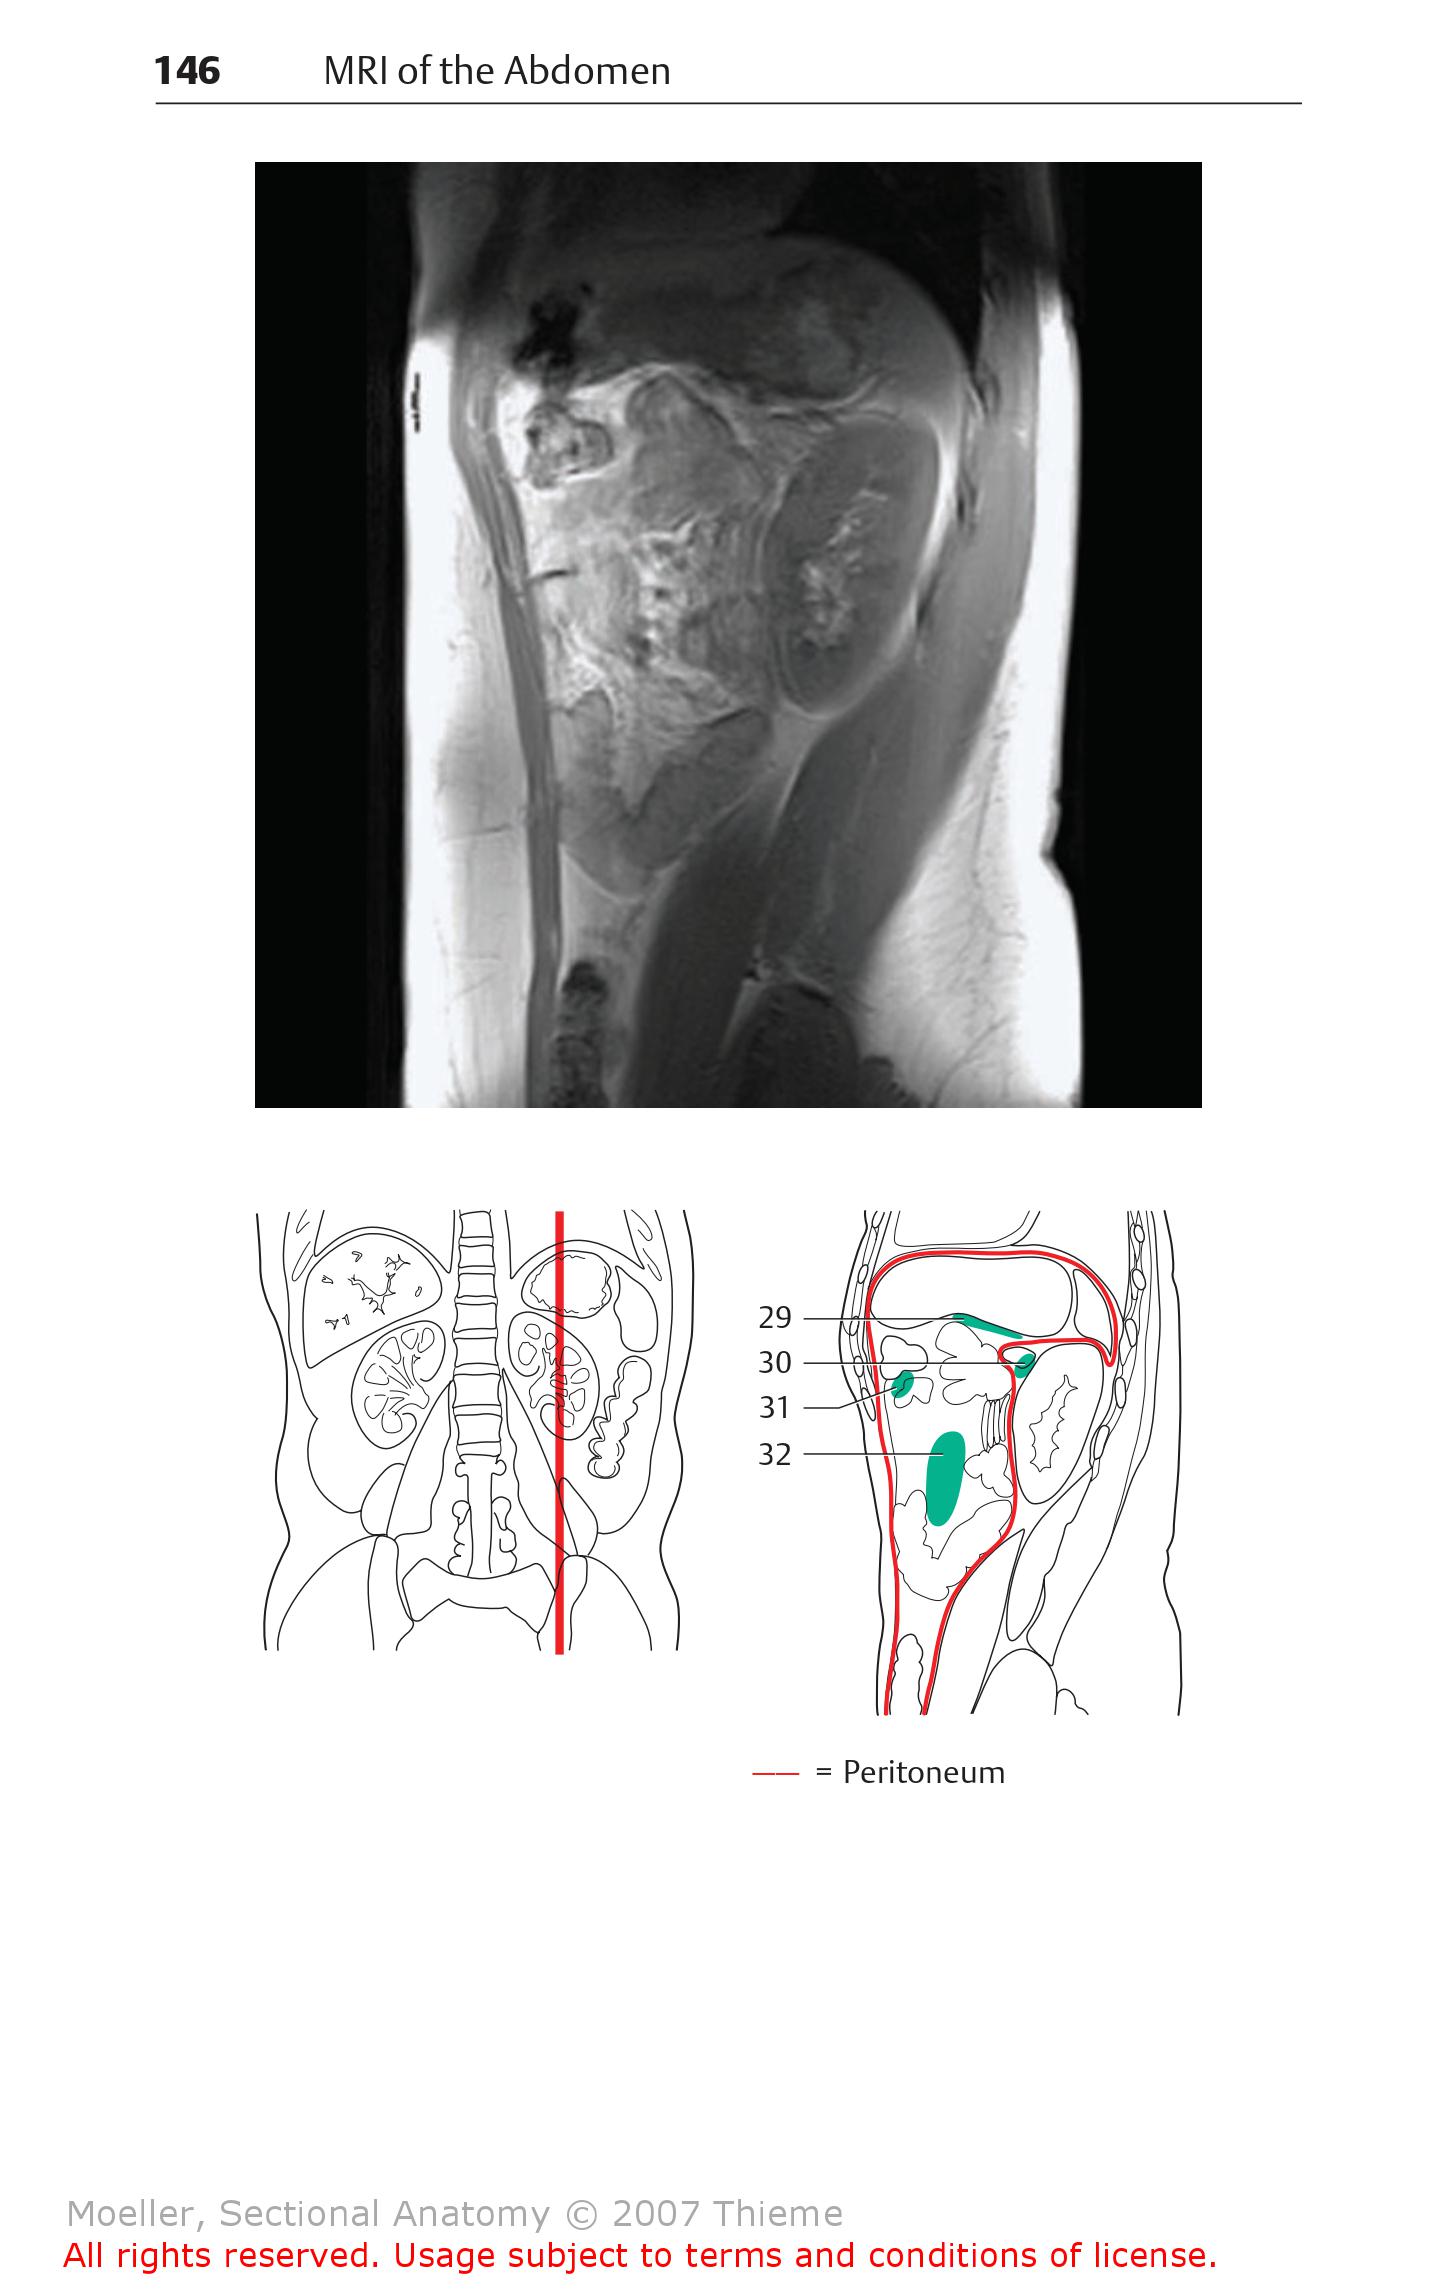 146 MRI of the Abdomen
29
30
31
32
—— = Peritoneum
Moeller, Sectional Anatomy © 2007 Thieme
All rights reserved. Usage subject to terms and conditions of license.